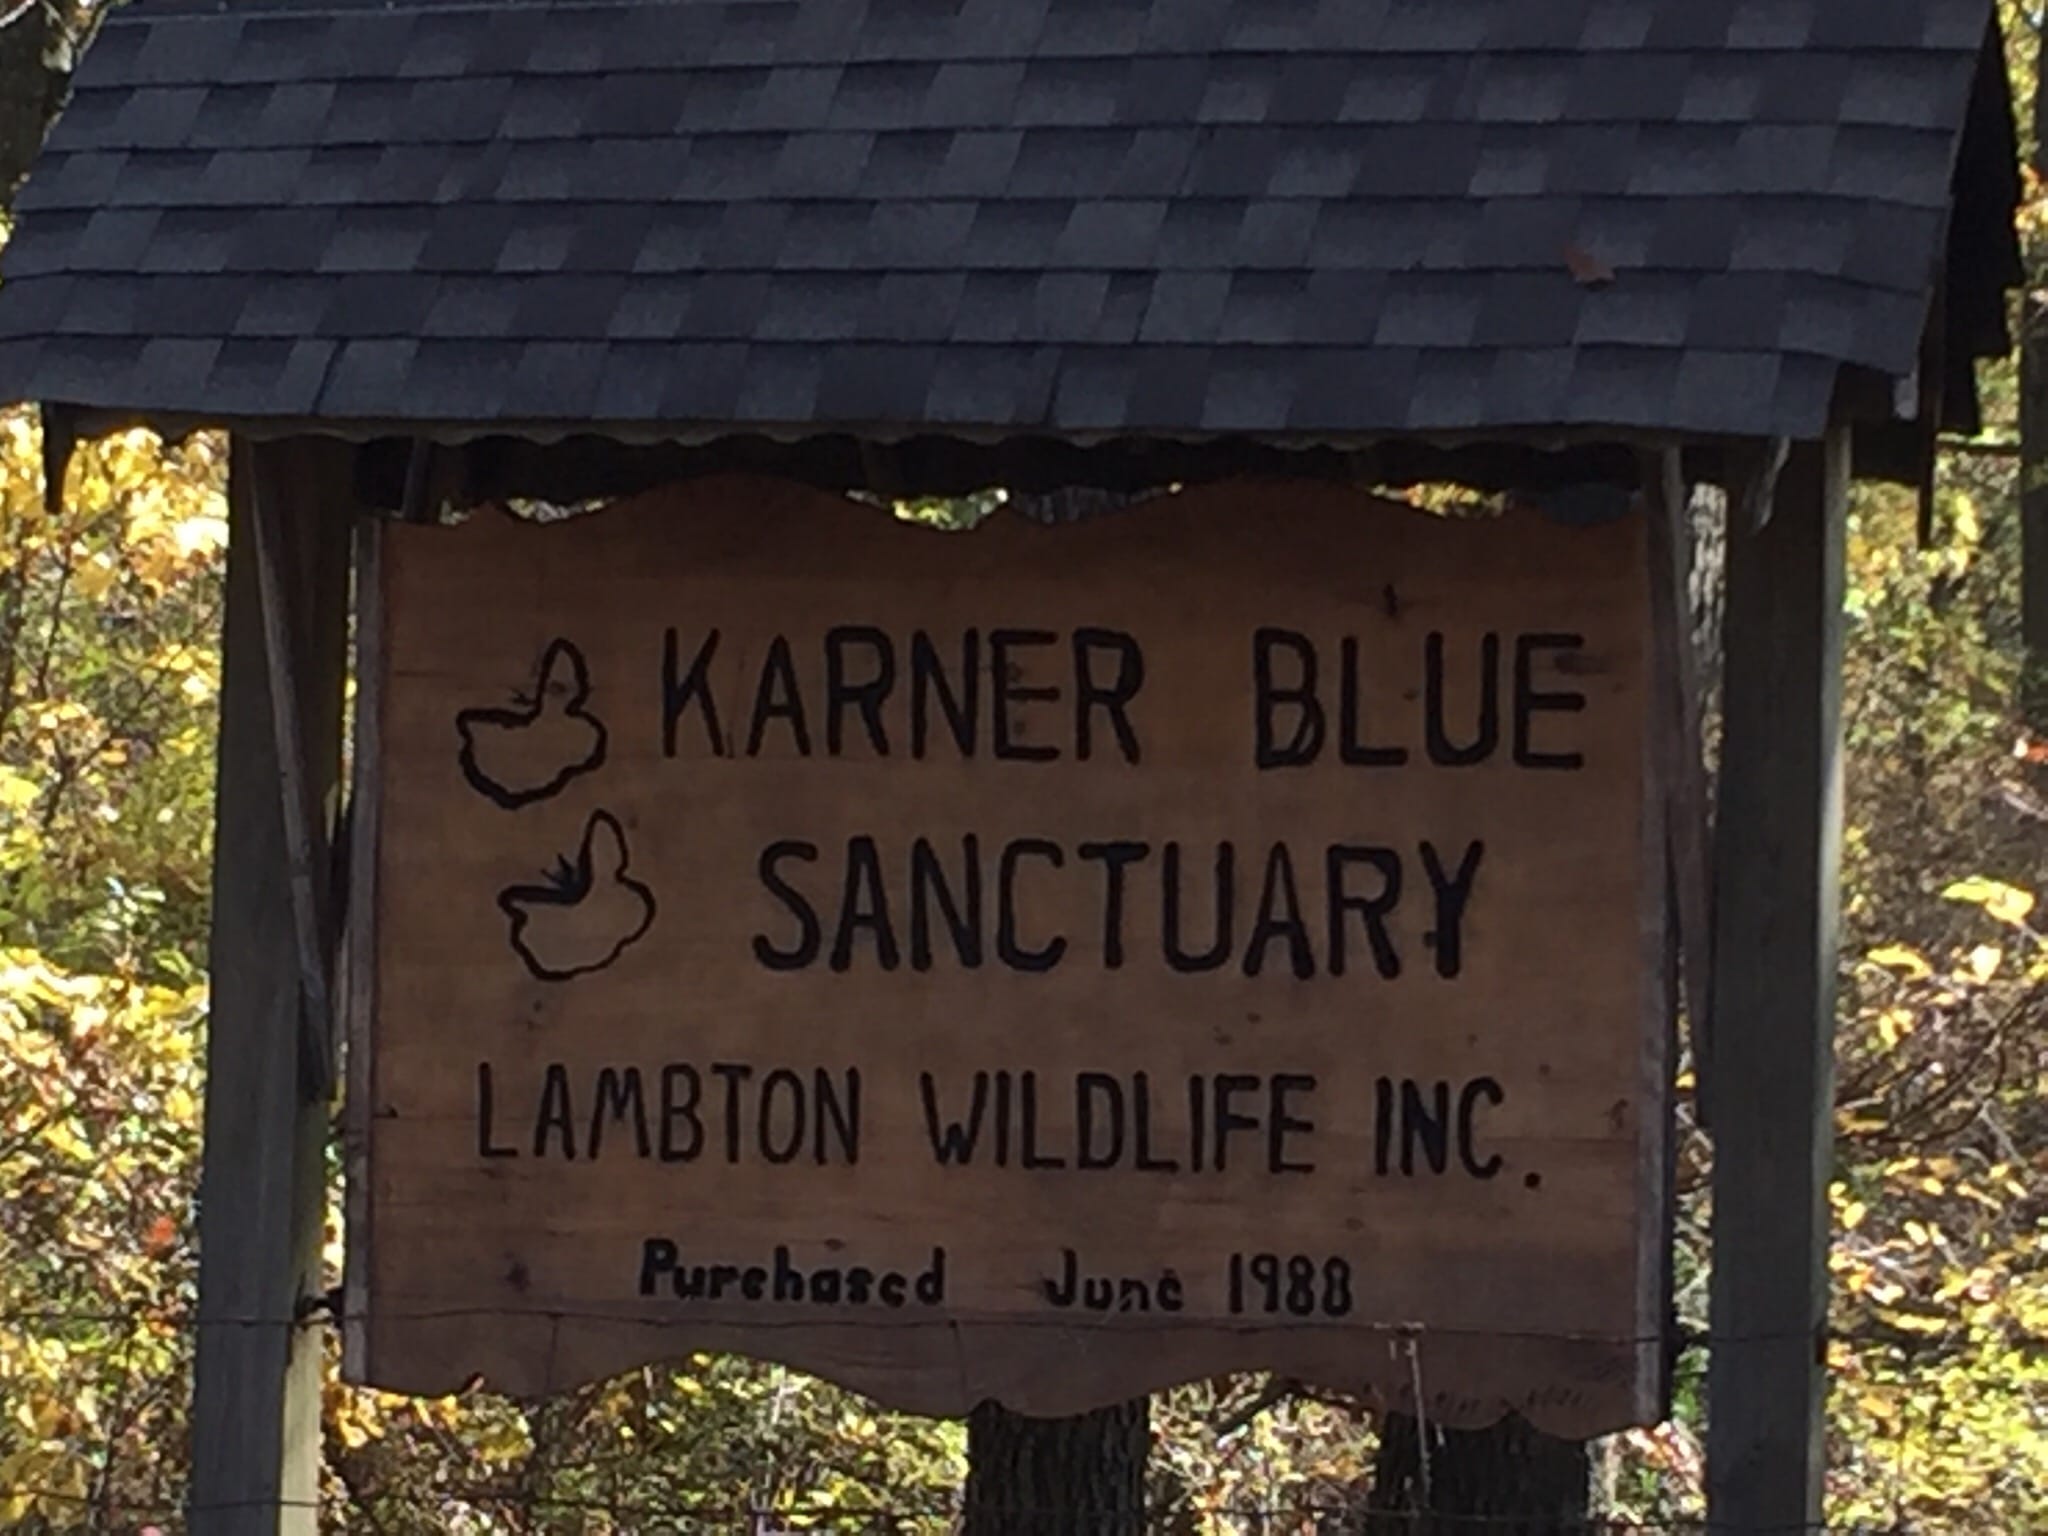 KARNER BLUE
SANCTUARY
LAMBTON WILDLIFE INC.
Purchased June 1988